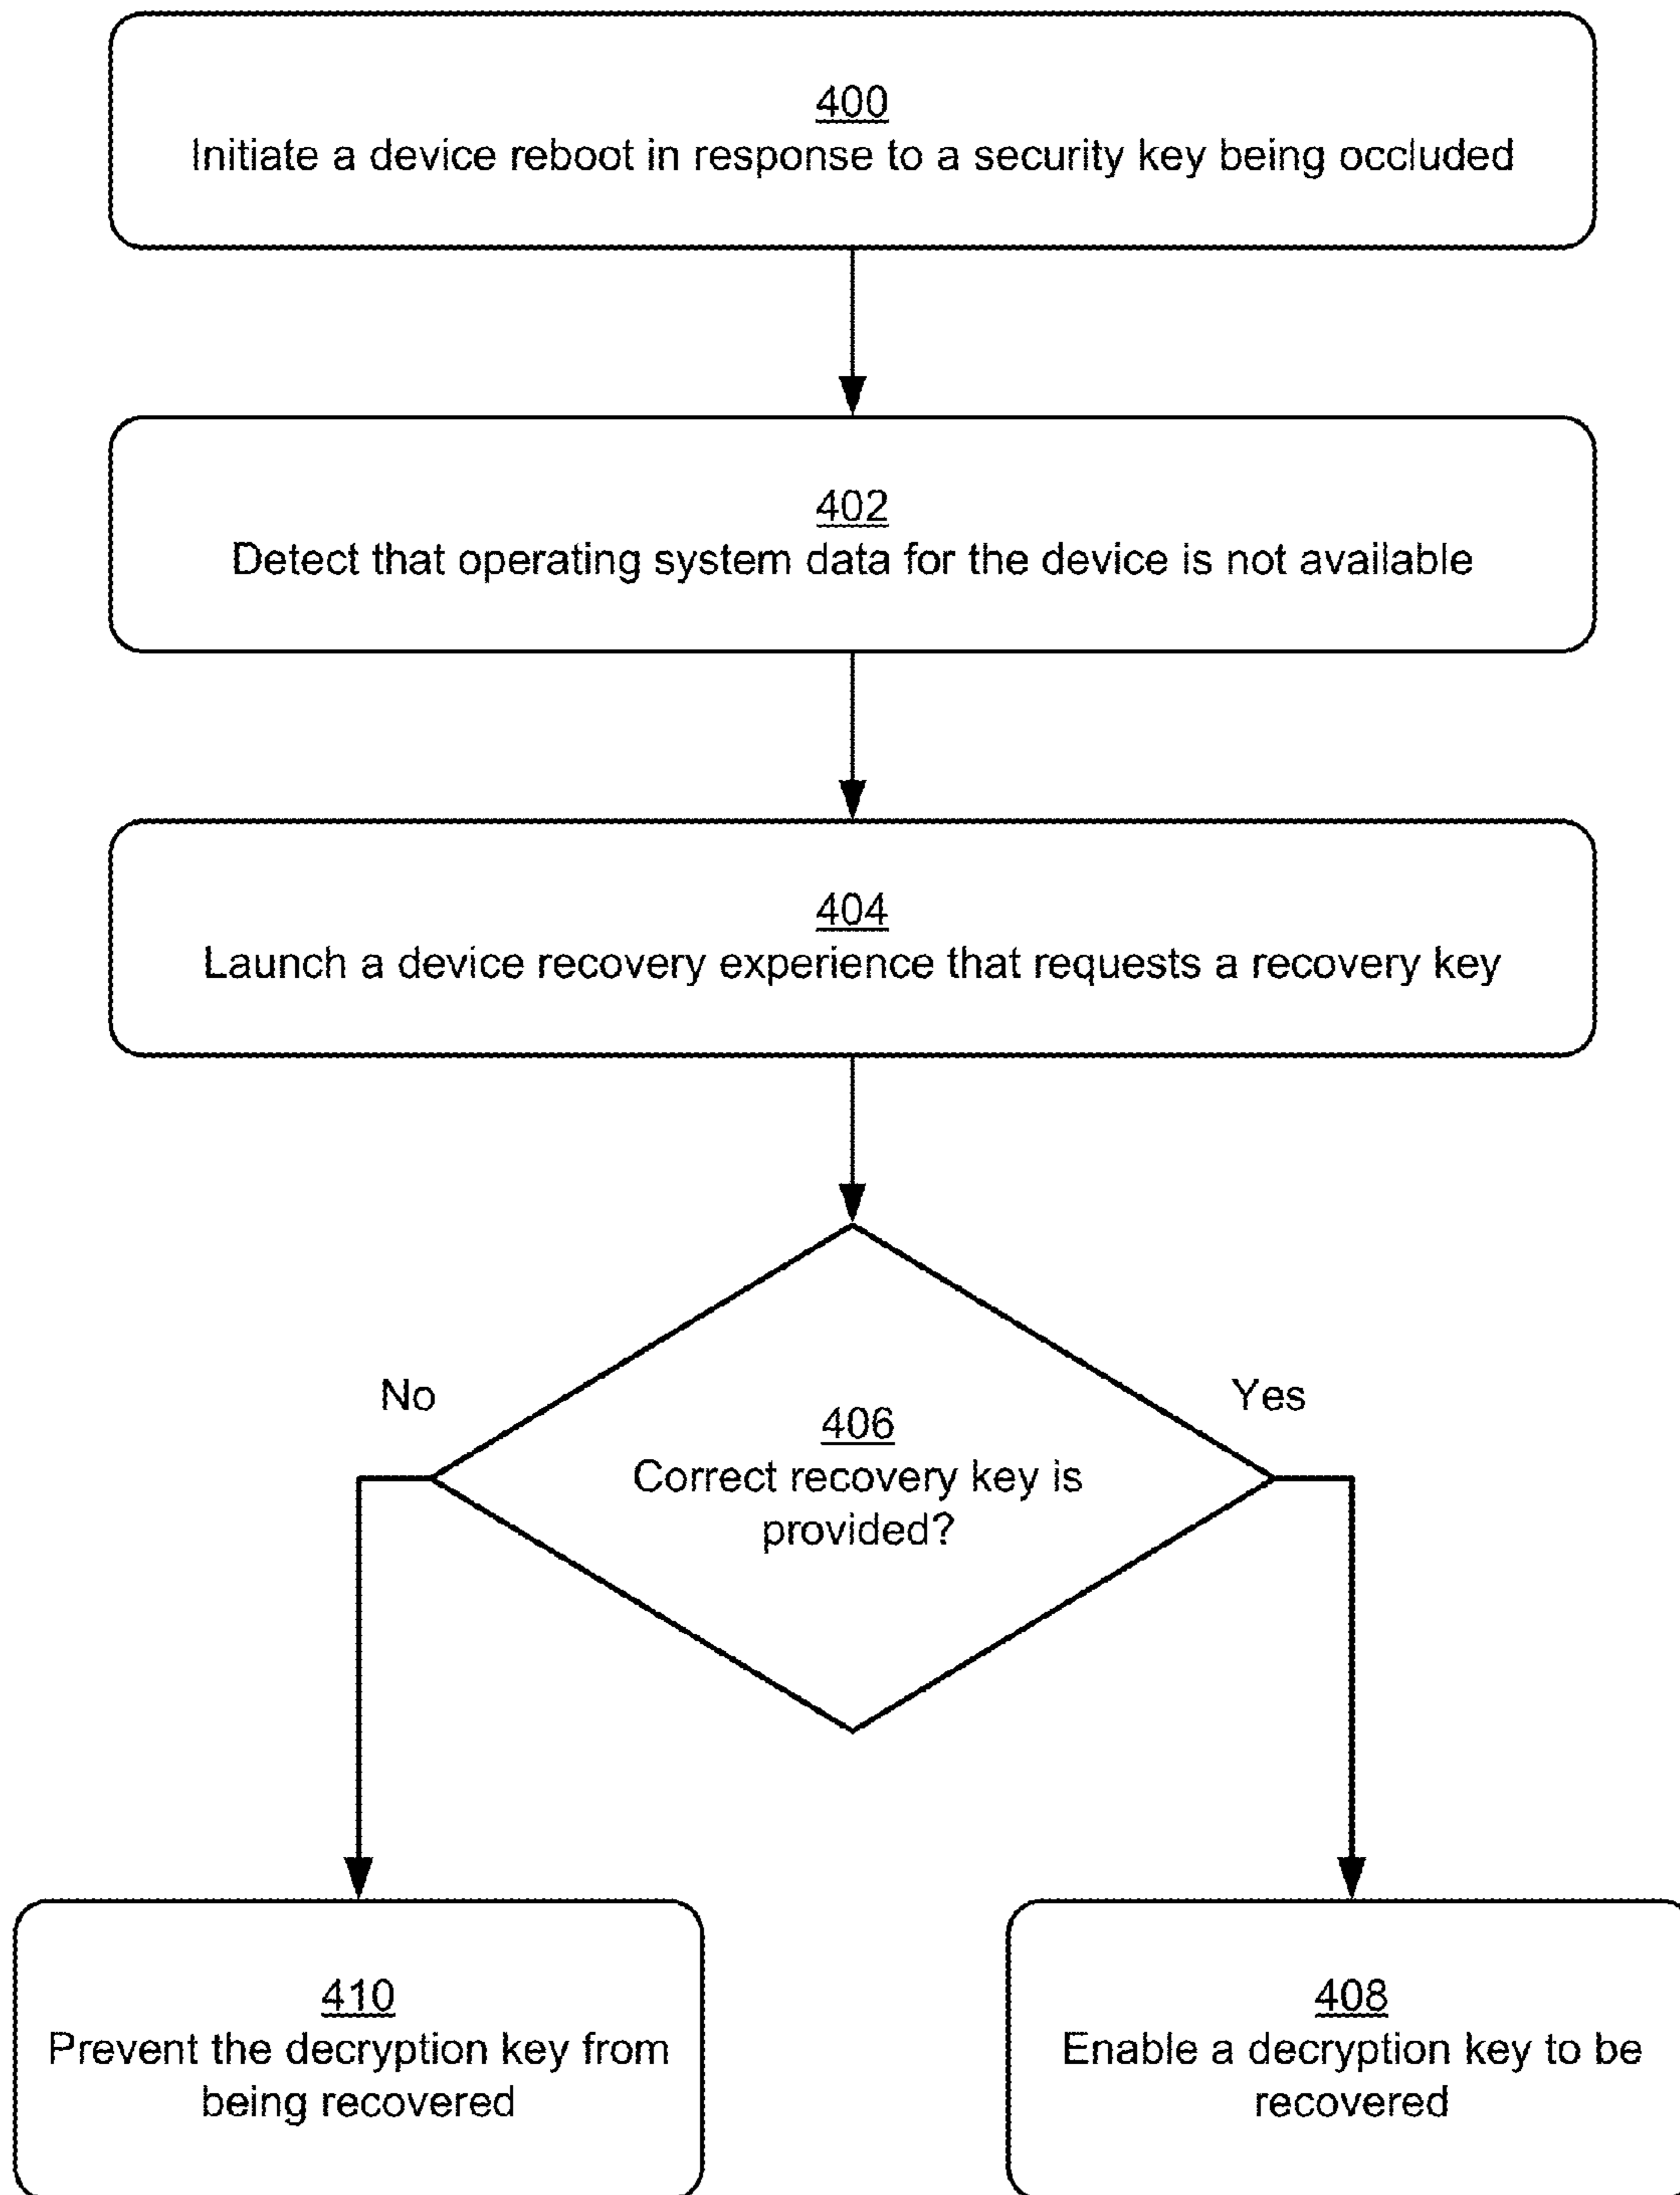 400
Initiate a device reboot in response to a security key being occluded
402
Detect that operating system data for the device is not available
404
Launch a device recovery experience that requests a recovery key
No
Yes
406
Correct recovery key is
provided?
410
Prevent the decryption key from
being recovered
408
Enable a decryption key to be
recovered